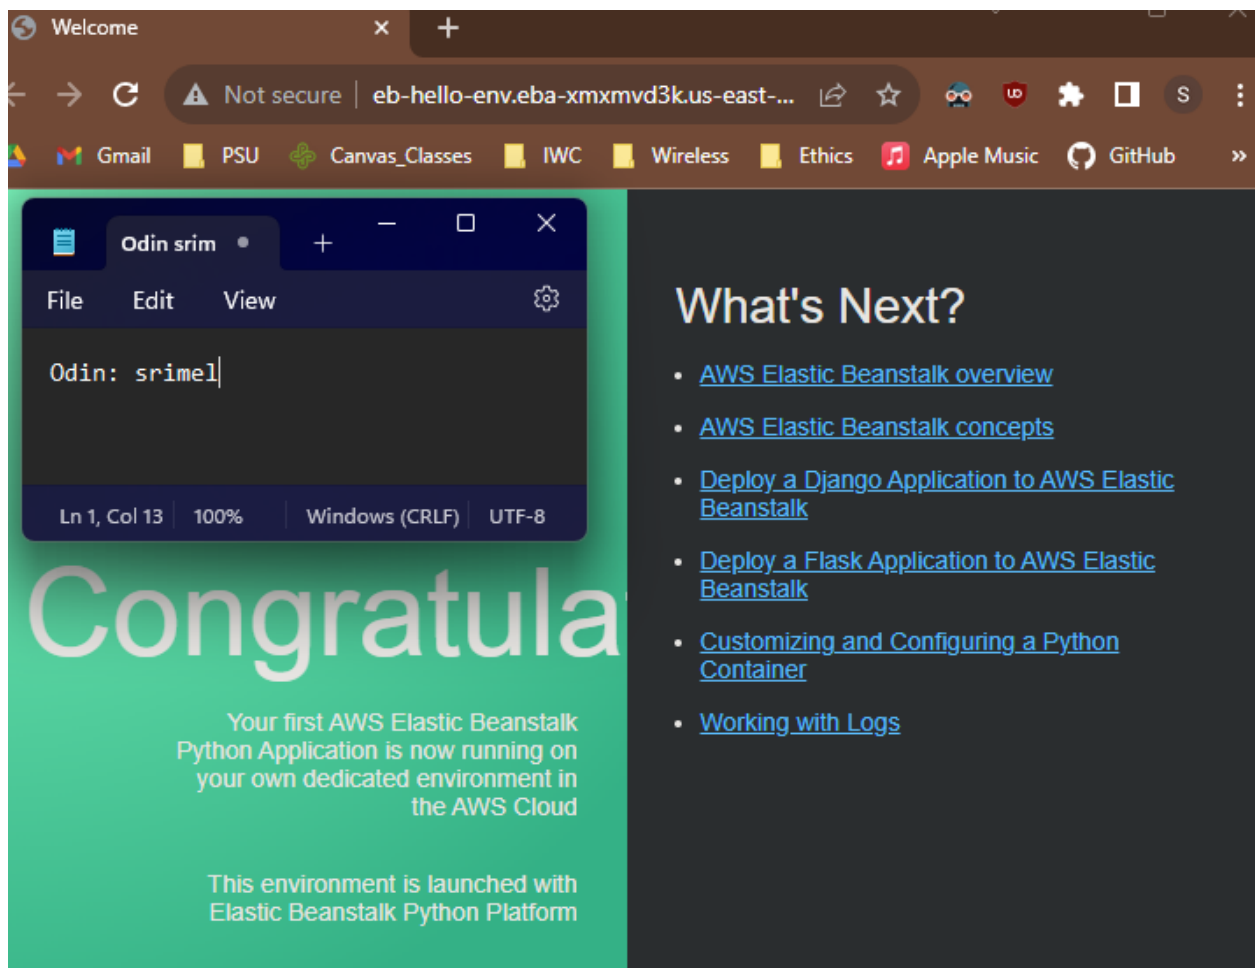 Welcome
Not secure
eb-hello-env.eba-xmxmvd3k.us-east-...
S
Gmail
PSU
Canvas_Classes
IWC
Wireless
Ethics
Apple Music
GitHub
»
Odin srim
File Edit View
Odin: srimel
Ln 1, Col 13 100% Windows (CRLF) UTF-8
Congratula
Your first AWS Elastic Beanstalk
Python Application is now running on
your own dedicated environment in
the AWS Cloud
This environment is launched with
Elastic Beanstalk Python Platform
What's Next?
• AWS Elastic Beanstalk overview
• AWS Elastic Beanstalk concepts
• Deploy a Django Application to AWS Elastic
Beanstalk
• Deploy a Flask Application to AWS Elastic
Beanstalk
• Customizing and Configuring a Python
Container
• Working with Logs